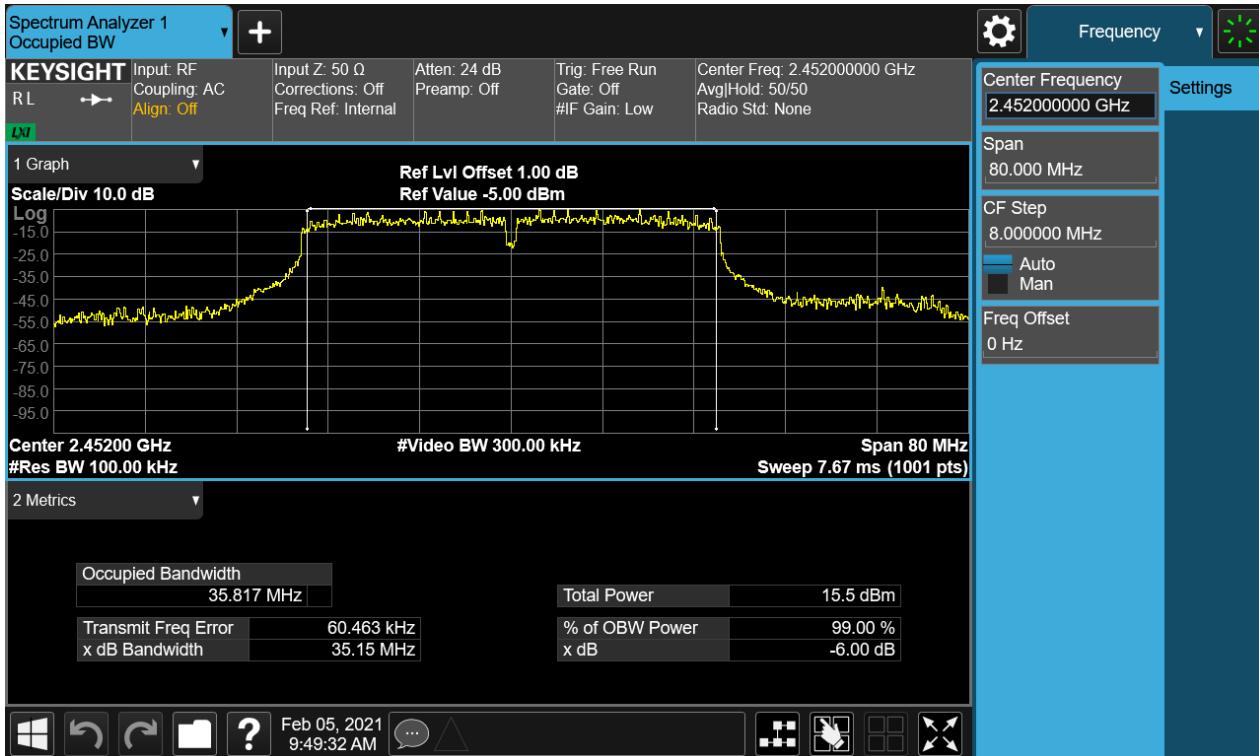 Spectrum Analyzer 1
Occupied BW
+
Frequency
KEYSIGHT
R L
LXI
Input: RF
Coupling: AC
Align: Off
Input Z: 50 Ω
Corrections: Off
Freq Ref: Internal
Atten: 24 dB
Preamp: Off
Trig: Free Run
Gate: Off
#IF Gain: Low
Center Freq: 2.452000000 GHz
Avg|Hold: 50/50
Radio Std: None
Center Frequency
2.452000000 GHz
Settings
Span
80.000 MHz
CF Step
8.000000 MHz
Auto
Man
Freq Offset
0 Hz
1 Graph
Scale/Div 10.0 dB
Ref Lvl Offset 1.00 dB
Ref Value -5.00 dBm
Log
-15.0
-25.0
-35.0
-45.0
-55.0
-65.0
-75.0
-85.0
-95.0
Center 2.45200 GHz
#Video BW 300.00 kHz
Span 80 MHz
#Res BW 100.00 kHz
Sweep 7.67 ms (1001 pts)
2 Metrics
Occupied Bandwidth
35.817 MHz
Transmit Freq Error 60.463 kHz
x dB Bandwidth 35.15 MHz
Total Power 15.5 dBm
% of OBW Power 99.00 %
x dB -6.00 dB
?
Feb 05, 2021
9:49:32 AM